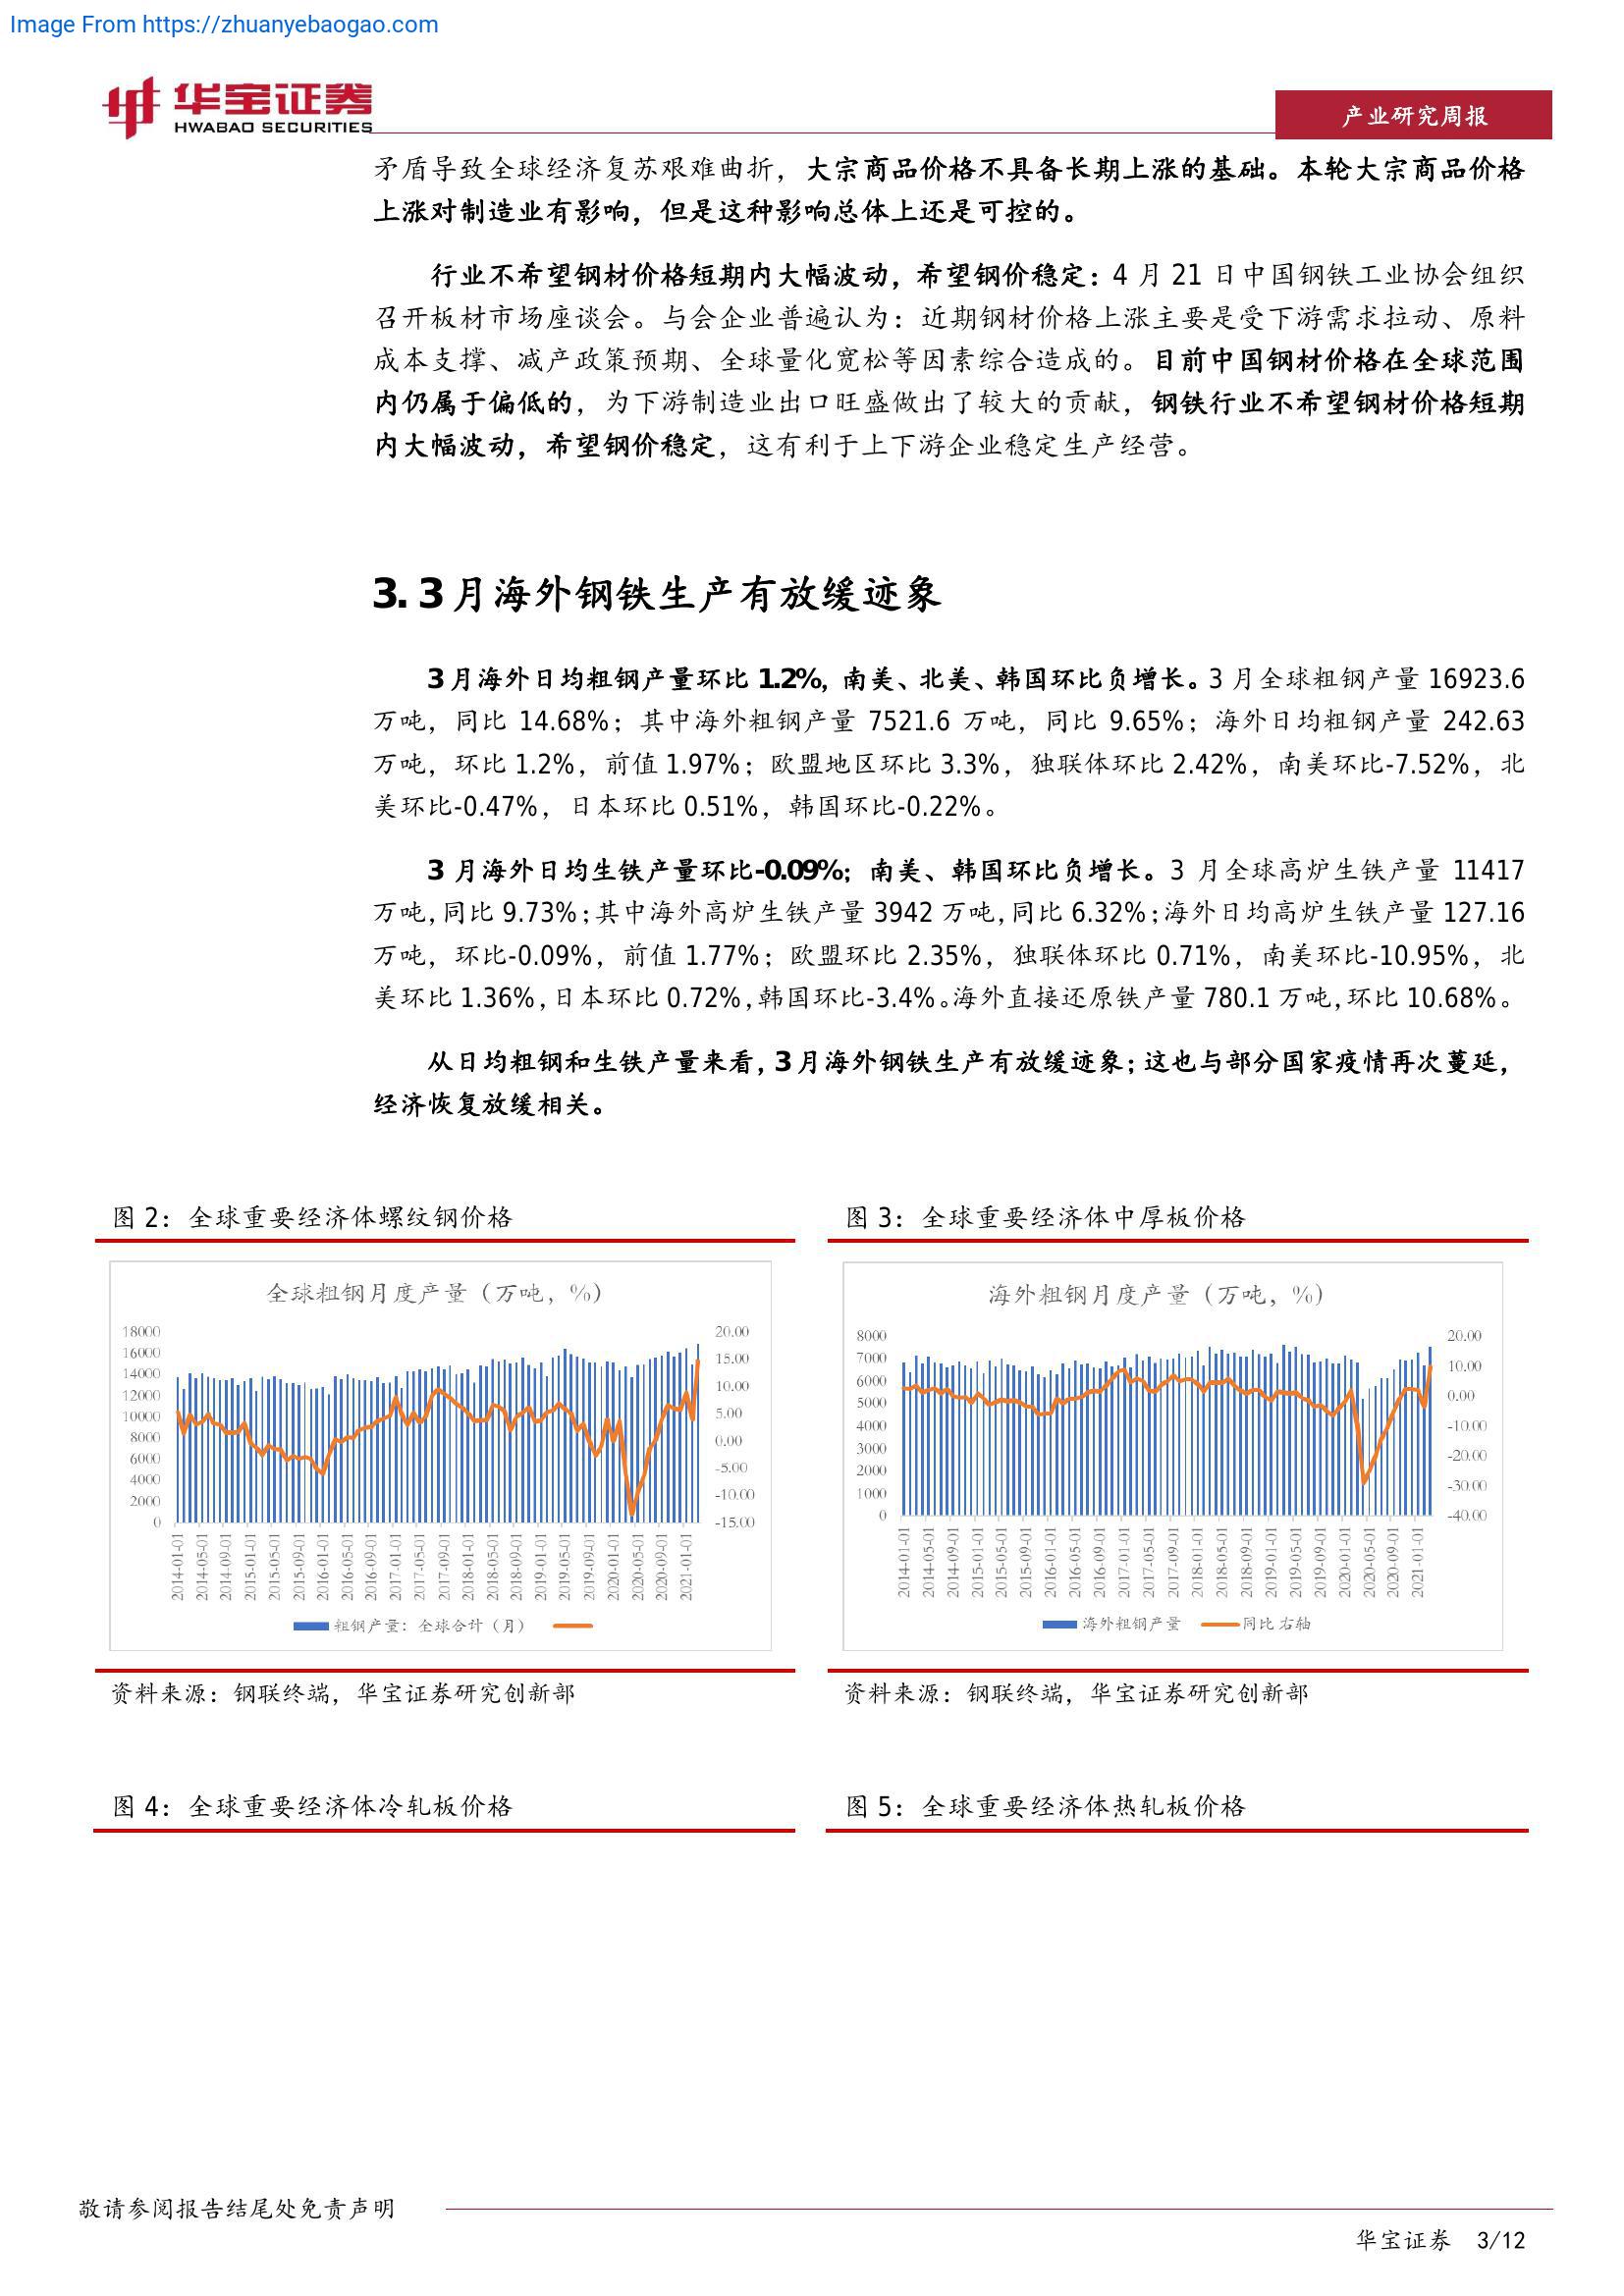 Image From https://zhuanyebaogao.com
华宝证券
HWABAO SECURITIES
产业研究周报
矛盾导致全球经济复苏艰难曲折，大宗商品价格不具备长期上涨的基础。本轮大宗商品价格
上涨对制造业有影响，但是这种影响总体上还是可控的。
行业不希望钢材价格短期内大幅波动，希望钢价稳定：4 月 21 日中国钢铁工业协会组织
召开板材市场座谈会。与会企业普遍认为：近期钢材价格上涨主要是受下游需求拉动、原料
成本支撑、减产政策预期、全球量化宽松等因素综合造成的。目前中国钢材价格在全球范围
内仍属于偏低的，为下游制造业出口旺盛做出了较大的贡献，钢铁行业不希望钢材价格短期
内大幅波动，希望钢价稳定，这有利于上下游企业稳定生产经营。
3. 3 月海外钢铁生产有放缓迹象
3 月海外日均粗钢产量环比 1.2%，南美、北美、韩国环比负增长。3 月全球粗钢产量 16923.6
万吨，同比 14.68%；其中海外粗钢产量 7521.6 万吨，同比 9.65%；海外日均粗钢产量 242.63
万吨，环比 1.2%，前值 1.97%；欧盟地区环比 3.3%，独联体环比 2.42%，南美环比-7.52%，北
美环比-0.47%，日本环比 0.51%，韩国环比-0.22%。
3 月海外日均生铁产量环比-0.09%；南美、韩国环比负增长。3 月全球高炉生铁产量 11417
万吨，同比 9.73%；其中海外高炉生铁产量 3942 万吨，同比 6.32%；海外日均高炉生铁产量 127.16
万吨，环比-0.09%，前值 1.77%；欧盟环比 2.35%，独联体环比 0.71%，南美环比-10.95%，北
美环比 1.36%，日本环比 0.72%，韩国环比-3.4%。海外直接还原铁产量 780.1 万吨，环比 10.68%。
从日均粗钢和生铁产量来看，3 月海外钢铁生产有放缓迹象；这也与部分国家疫情再次蔓延，
经济恢复放缓相关。
图 2：全球重要经济体螺纹钢价格
全球粗钢月度产量（万吨，%）
18000
16000
14000
12000
10000
8000
6000
4000
2000
0
20.00
15.00
10.00
5.00
0.00
-5.00
-10.00
-15.00
2014-01-01
2014-05-01
2014-09-01
2015-01-01
2015-05-01
2015-09-01
2016-01-01
2016-05-01
2016-09-01
2017-01-01
2017-05-01
2017-09-01
2018-01-01
2018-05-01
2018-09-01
2019-01-01
2019-05-01
2019-09-01
2020-01-01
2020-05-01
2020-09-01
2021-01-01
粗钢产量：全球合计（月）
资料来源：钢联终端，华宝证券研究创新部
图 3：全球重要经济体中厚板价格
海外粗钢月度产量（万吨，%）
8000
7000
6000
5000
4000
3000
2000
1000
0
20.00
10.00
0.00
-10.00
-20.00
-30.00
-40.00
2014-01-01
2014-05-01
2014-09-01
2015-01-01
2015-05-01
2015-09-01
2016-01-01
2016-05-01
2016-09-01
2017-01-01
2017-05-01
2017-09-01
2018-01-01
2018-05-01
2018-09-01
2019-01-01
2019-05-01
2019-09-01
2020-01-01
2020-05-01
2020-09-01
2021-01-01
海外粗钢产量 同比 右轴
资料来源：钢联终端，华宝证券研究创新部
图 4：全球重要经济体冷轧板价格
图 5：全球重要经济体热轧板价格
敬请参阅报告结尾处免责声明
华宝证券 3/12